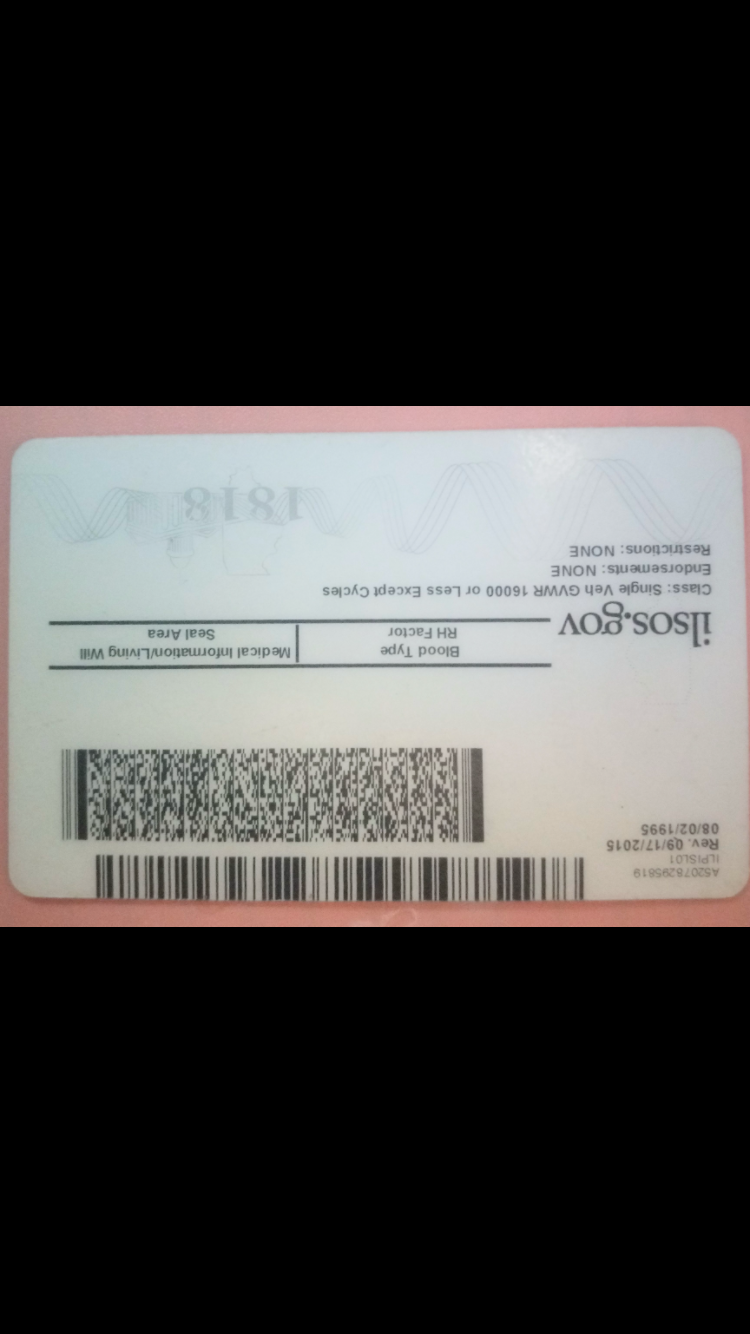 A52078295819
ILPISL01
Rev. 09/17/2015
08/02/1995
Blood Type
RH Factor
Medical Information/Living Will
Seal Area
ilsos.gov
Class: Single Veh GVWR 16000 or Less Except Cycles
Endorsements: NONE
Restrictions: NONE
1818